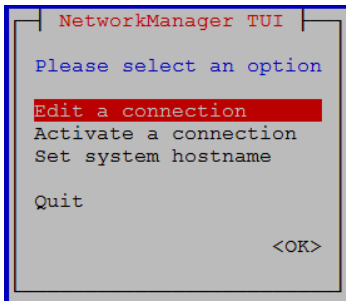 NetworkManager TUI
Please select an option
Edit a connection
Activate a connection
Set system hostname
Quit
<OK>